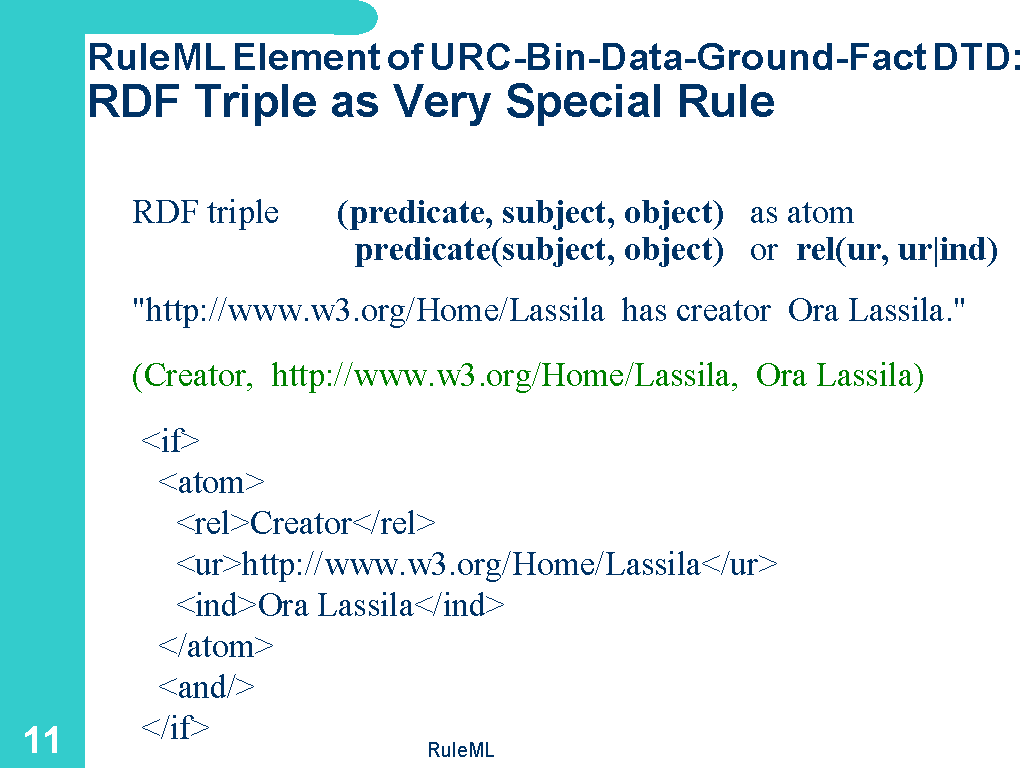 RuleML Element of URC-Bin-Data-Ground-Fact DTD:
RDF Triple as Very Special Rule
RDF triple (predicate, subject, object) as atom
predicate(subject, object) or rel(ur, ur|ind)
"http://www.w3.org/Home/Lassila has creator Ora Lassila."
(Creator, http://www.w3.org/Home/Lassila, Ora Lassila)
<if>
<atom>
<rel>Creator</rel>
<ur>http://www.w3.org/Home/Lassila</ur>
<ind>Ora Lassila</ind>
</atom>
<and/>
</if>
11
RuleML